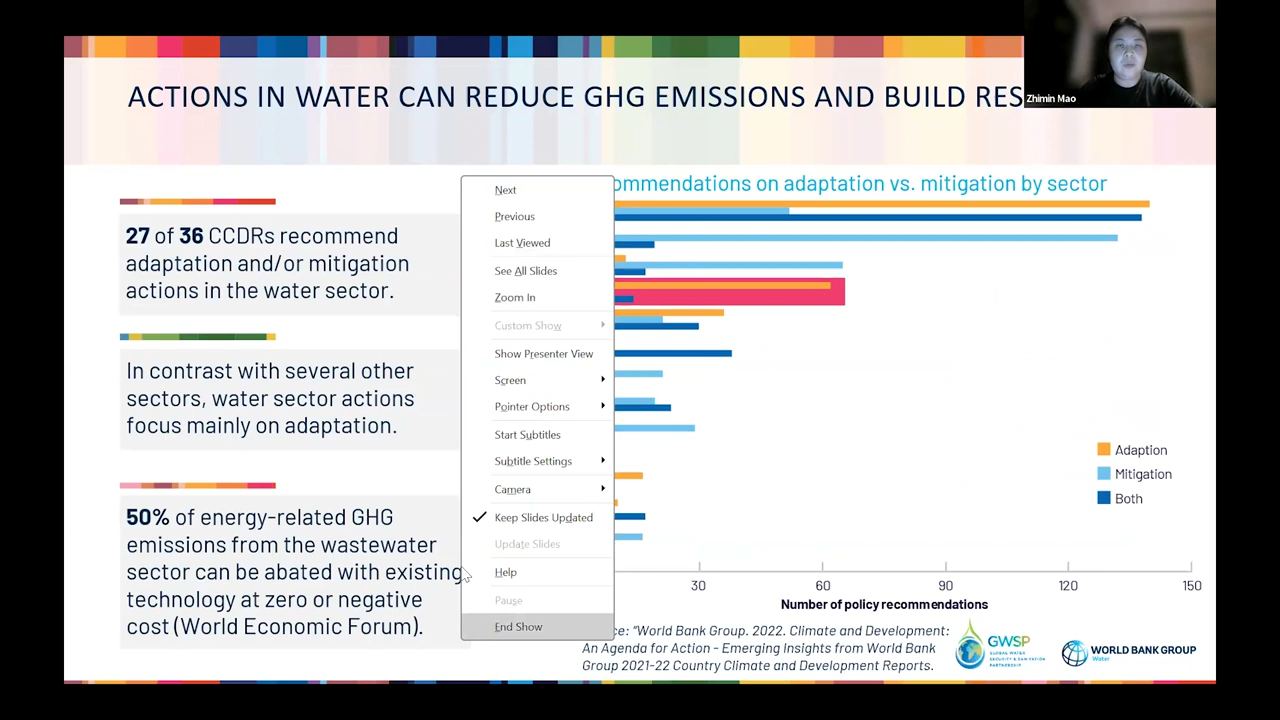 ACTIONS IN WATER CAN REDUCE GHG EMISSIONS AND BUILD RES
Zhimin Mao
27 of 36 CCDRs recommend
adaptation and/or mitigation
actions in the water sector.
In contrast with several other
sectors, water sector actions
focus mainly on adaptation.
50% of energy-related GHG
emissions from the wastewater
sector can be abated with existing
technology at zero or negative
cost (World Economic Forum).
Next
Previous
Last Viewed
See All Slides
Zoom In
Custom Show
Show Presenter View
Screen
Pointer Options
Start Subtitles
Subtitle Settings
Camera
Keep Slides Updated
Update Slides
Help
Pause
End Show
ommendations on adaptation vs. mitigation by sector
Adaption
Mitigation
Both
30 60 90 120 150
Number of policy recommendations
ce: "World Bank Group. 2022. Climate and Development:
An Agenda for Action - Emerging Insights from World Bank
Group 2021-22 Country Climate and Development Reports.
GWSP
GLOBAL WATER
SECURITY & SANITATION
PARTNERSHIP
WORLD BANK GROUP
Water